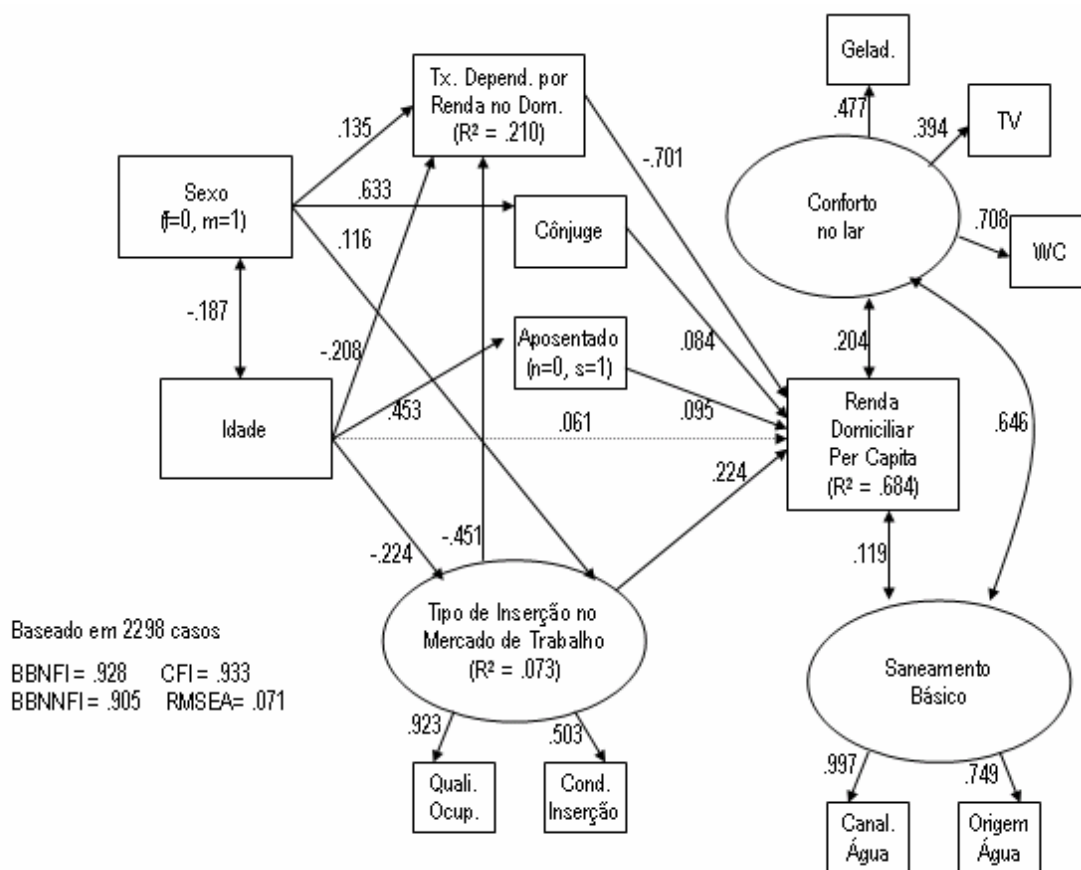 Gelad.
.477
.394
TV
Tx. Depend. por
Renda no Dom.
(R² = .210)
.135
-.701
Sexo
(f=0, m=1)
.633
Cônjuge
Conforto
no lar
.708
WC
.116
-.187
-.208
Aposentado
(n=0, s=1)
.084
.204
Idade
.453
.061
.095
Renda
Domiciliar
Per Capita
(R² = .684)
.646
.224
-.224
-.451
.119
Tipo de Inserção no
Mercado de Trabalho
(R² = .073)
Saneamento
Básico
Baseado em 2298 casos
BBNFI = .928 CFI = .933
BBNNFI = .905 RMSEA= .071
.923
.503
.997
.749
Quali.
Ocup.
Cond.
Inserção
Canal.
Água
Origem
Água